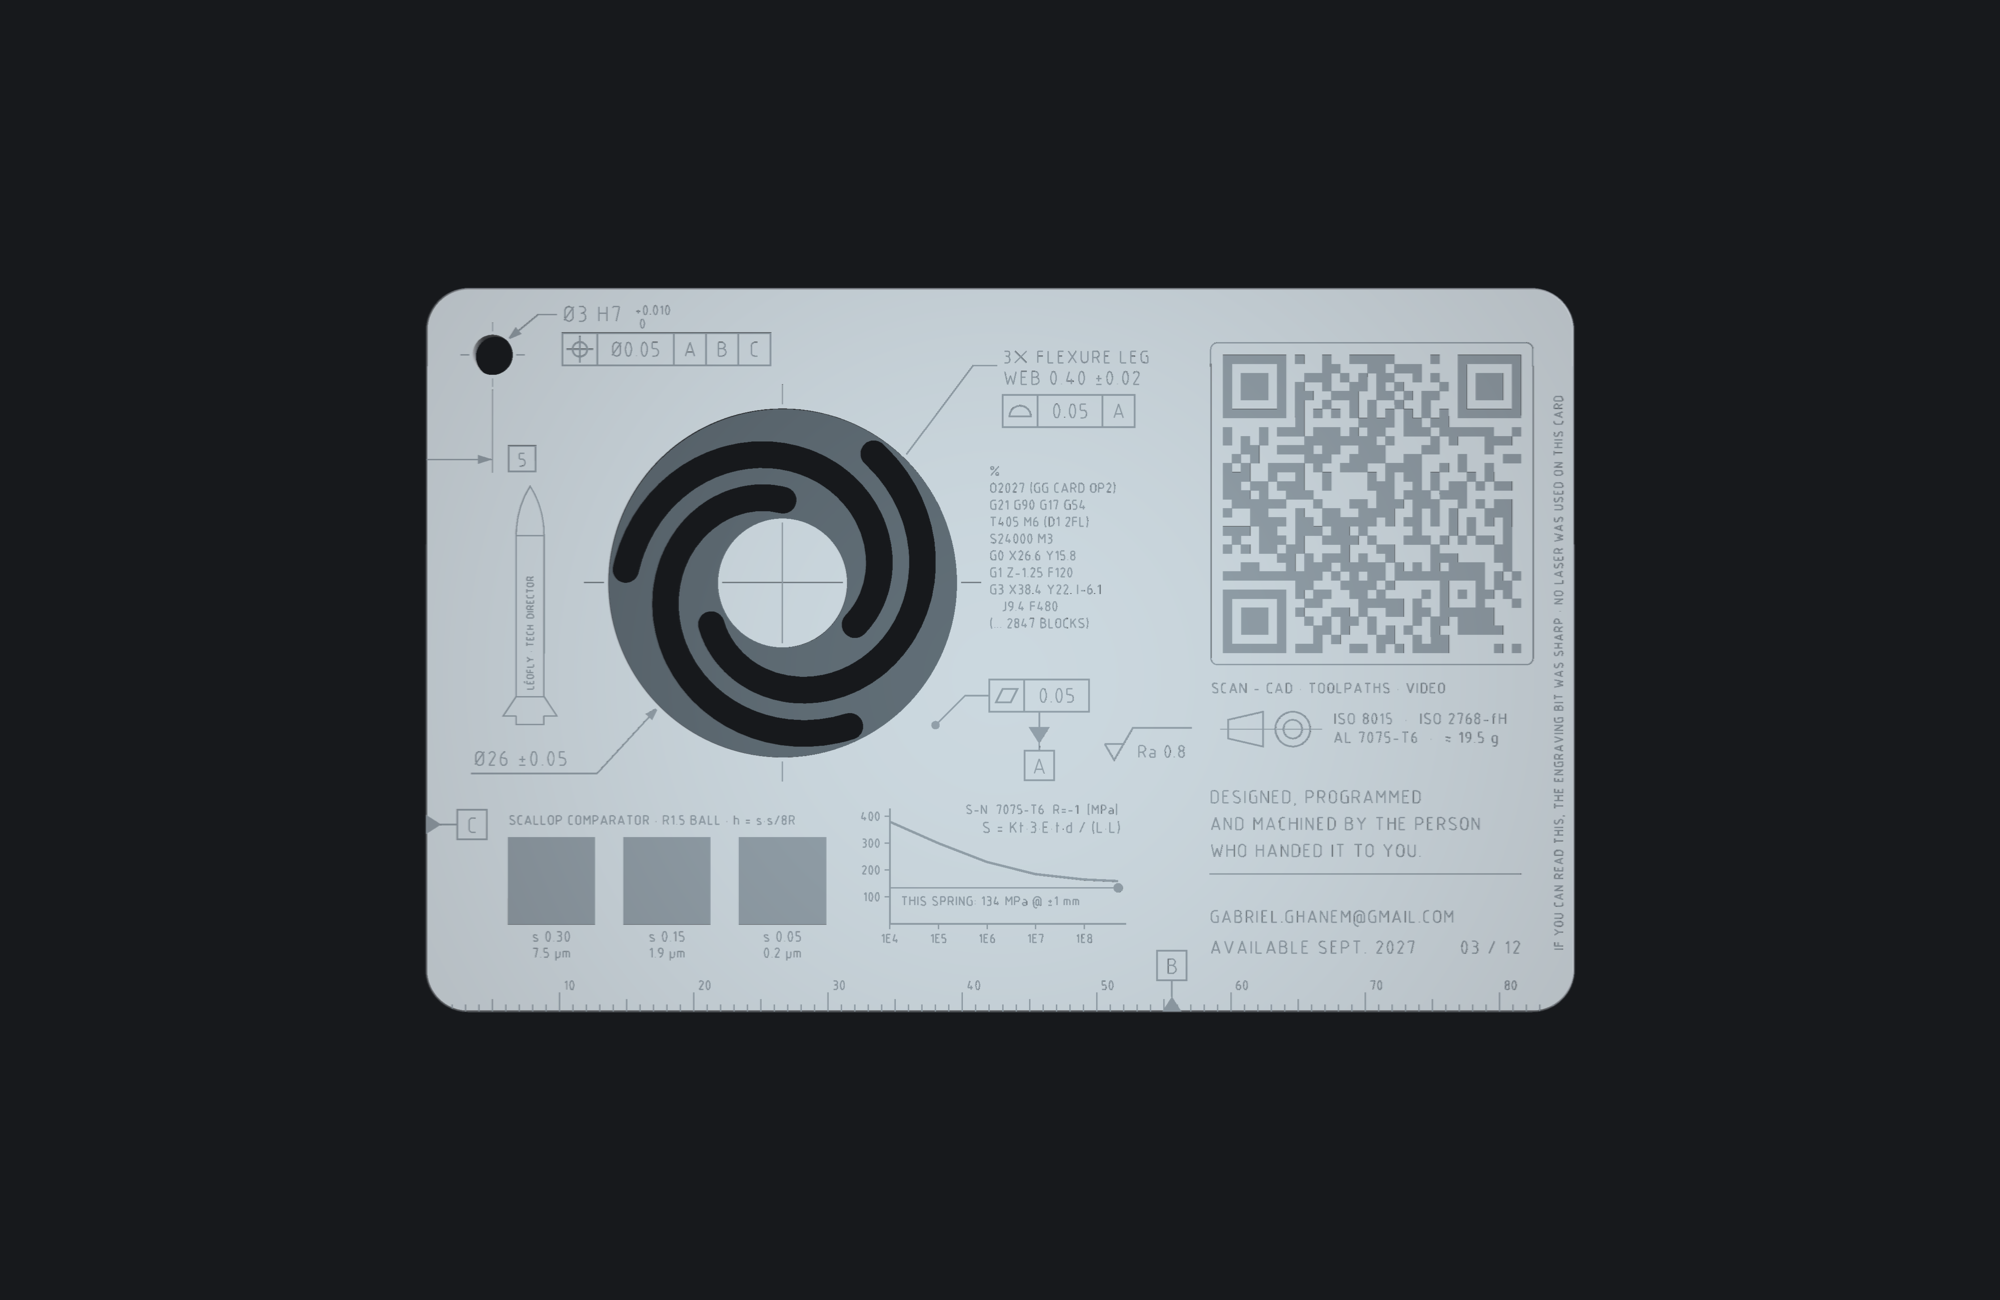 Ø3 H7 +0.010
0
Ø0.05 A B C
3X FLEXURE LEG
WEB 0.40 ±0.02
0.05 A
5
%
O2027 (GG CARD OP2)
G21 G90 G17 G54
T405 M6 (D1 2FL)
S24000 M3
G0 X26.6 Y15.8
G1 Z-1.25 F120
G3 X38.4 Y22. I-6.1
J9.4 F480
(... 2847 BLOCKS)
LÉOFLY · TECH DIRECTOR
Ø26 ±0.05
0.05
A
Ra 0.8
SCAN - CAD · TOOLPATHS · VIDEO
ISO 8015 · ISO 2768-fH
AL 7075-T6 · ≈ 19.5 g
DESIGNED, PROGRAMMED
AND MACHINED BY THE PERSON
WHO HANDED IT TO YOU.
GABRIEL.GHANEM@GMAIL.COM
AVAILABLE SEPT. 2027 03 / 12
IF YOU CAN READ THIS, THE ENGRAVING BIT WAS SHARP · NO LASER WAS USED ON THIS CARD
C
SCALLOP COMPARATOR · R1.5 BALL · h = s·s/8R
s 0.30
7.5 µm
s 0.15
1.9 µm
s 0.05
0.2 µm
S-N 7075-T6 R=-1 (MPa)
S = Kt·3·E·t·d / (L·L)
400
300
200
100
THIS SPRING: 134 MPa @ ±1 mm
1E4 1E5 1E6 1E7 1E8
B
10 20 30 40 50 60 70 80